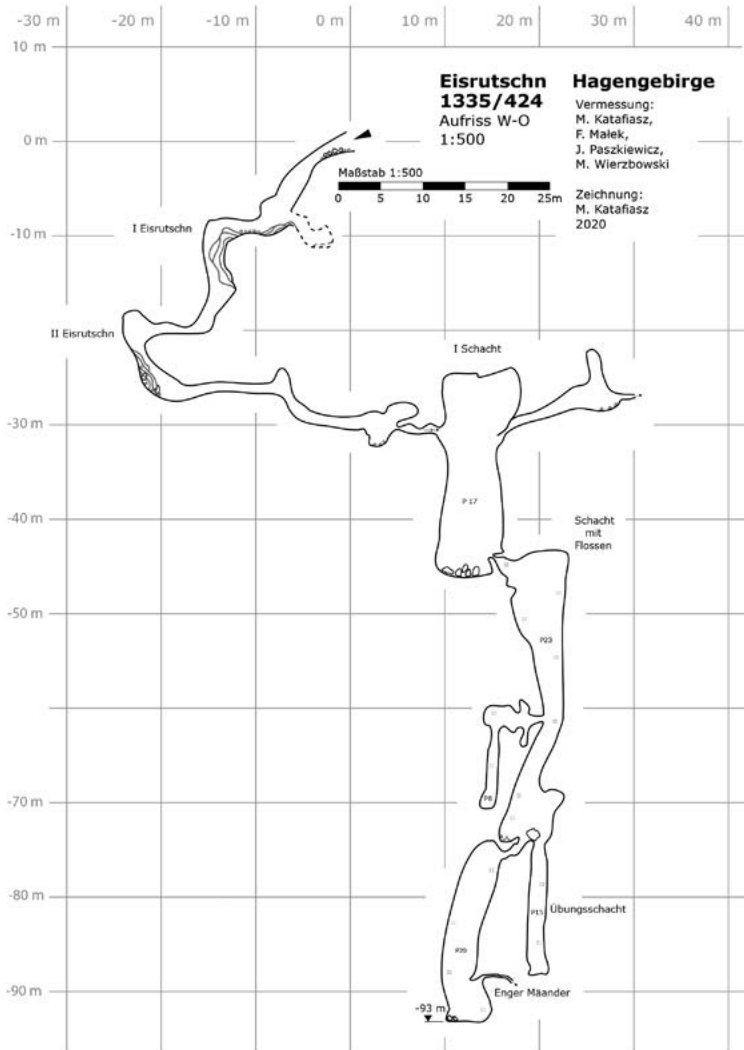 -30 m
-20 m
-10 m
0 m
10 m
20 m
30 m
40 m
10 m
0 m
-10 m
-30 m
-40 m
-50 m
-70 m
-80 m
-90 m
Eisrutschn
1335/424
Aufriss W-O
1:500
Hagengebirge
Vermessung:
M. Katafiasz,
F. Małek,
J. Paszkiewicz,
M. Wierzbowski
Zeichnung:
M. Katafiasz
2020
Maßstab 1:500
0 5 10 15 20 25m
I Eisrutschn
II Eisrutschn
I Schacht
P 17
Schacht
mit
Flossen
P23
P8
P15
Übungsschacht
P20
Enger Mäander
-93 m